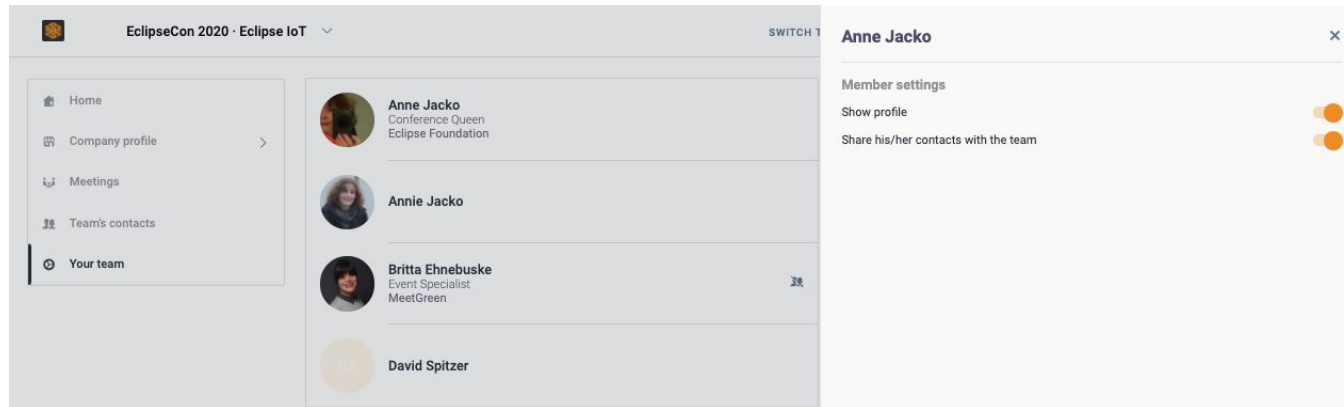 EclipseCon 2020 · Eclipse IoT
SWITCH T
Home
Company profile
Meetings
Team's contacts
Your team
Anne Jacko
Conference Queen
Eclipse Foundation
Annie Jacko
Britta Ehnebuske
Event Specialist
MeetGreen
DS
David Spitzer
Anne Jacko
Member settings
Show profile
Share his/her contacts with the team